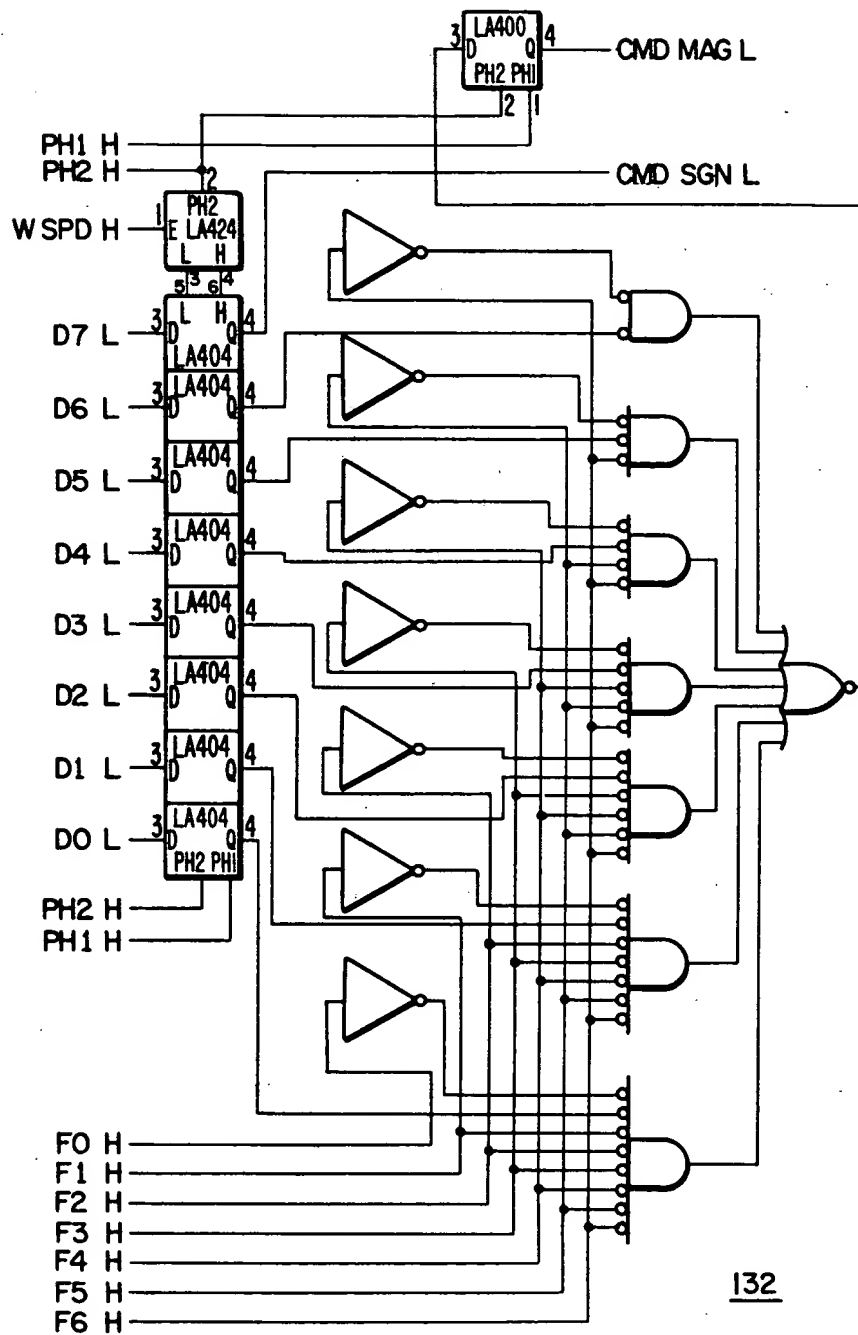 LA400
3 D Q 4
CMD MAG L
PH2 PH1
2 1
PH1 H
PH2 H
2
CMD SGN L
PH2
W SPD H 1 E LA424
L H
5 3 6 4
L H
D7 L 3 D Q 4
LA404
LA404
D6 L 3 D Q 4
LA404
D5 L 3 D Q 4
LA404
D4 L 3 D Q 4
LA404
D3 L 3 D Q 4
LA404
D2 L 3 D Q 4
LA404
D1 L 3 D Q 4
LA404
D0 L 3 D Q 4
PH2 PH1
PH2 H
PH1 H
F0 H
F1 H
F2 H
F3 H
F4 H
F5 H
F6 H
132